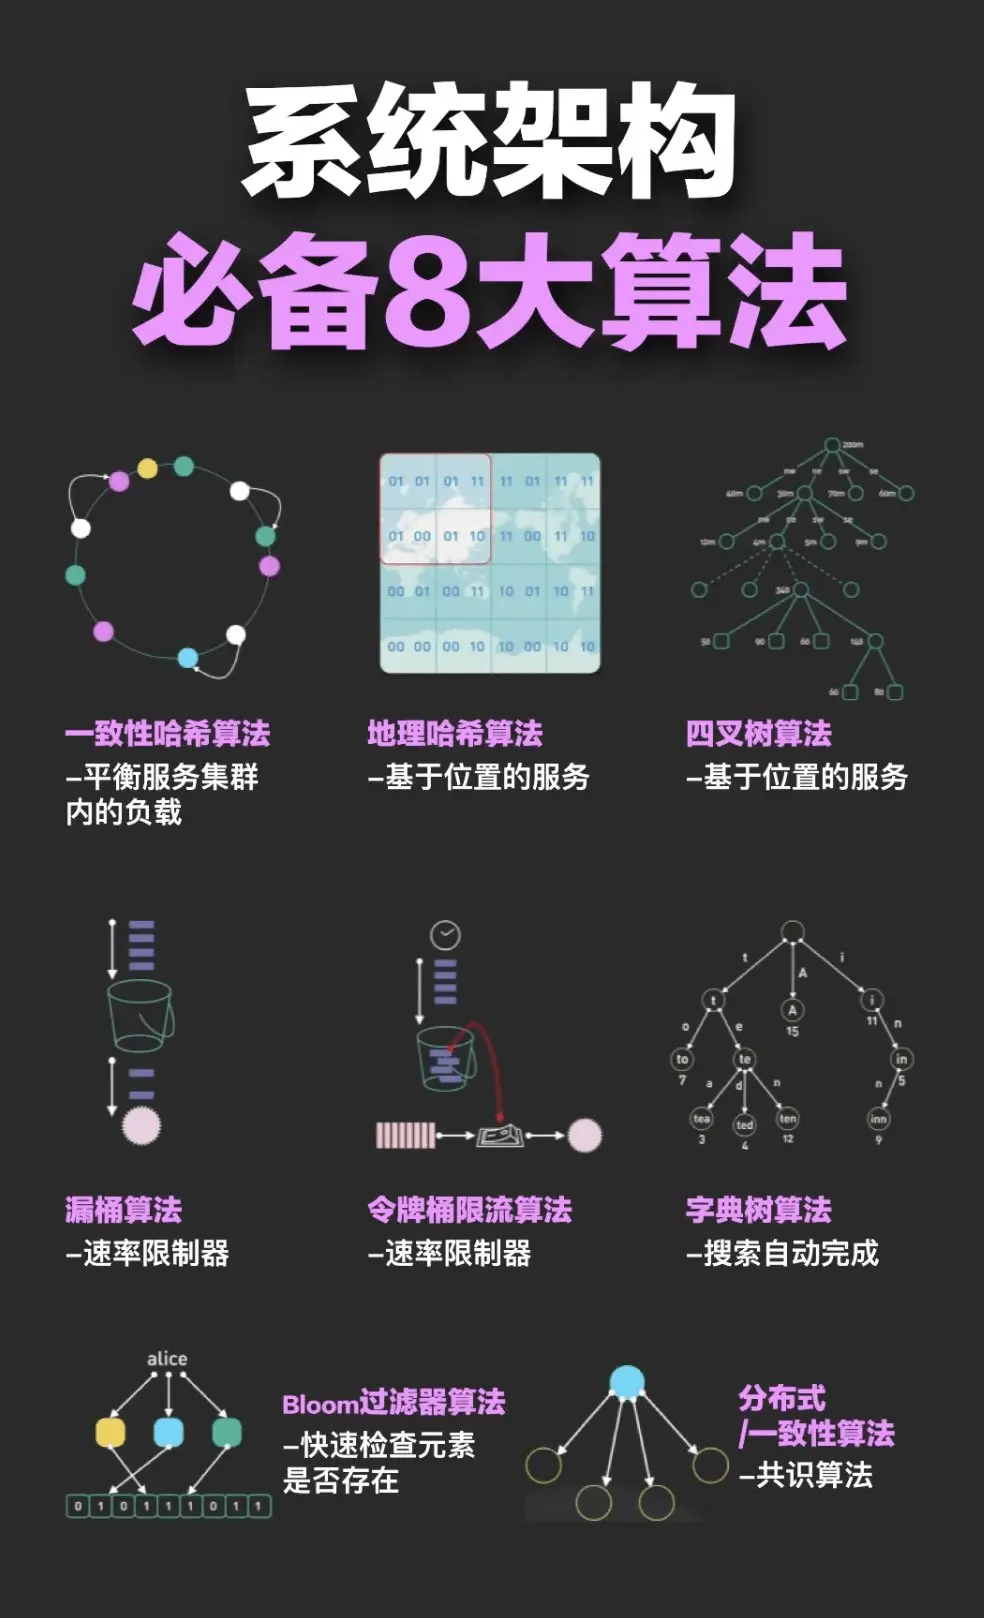 系统架构
必备8大算法
01 01 01 11 11 01 11 11
01 00 01 10 11 00 11 10
00 01 00 11 10 01 10 11
00 00 00 10 10 00 10 10
200m
nw ne sw se
40m 30m 70m 60m
nw ne sw se
12m 4m 5m 9m
340
50 90 60 140
60 80
一致性哈希算法
–平衡服务集群
内的负载
地理哈希算法
–基于位置的服务
四叉树算法
–基于位置的服务
t A i
t A i
15 11
o e n
to te in
7 5
a d n n
tea ted ten inn
3 4 12 9
漏桶算法
–速率限制器
令牌桶限流算法
–速率限制器
字典树算法
–搜索自动完成
alice
0 1 0 1 1 1 0 1 1
Bloom过滤器算法
–快速检查元素
是否存在
分布式
/一致性算法
–共识算法